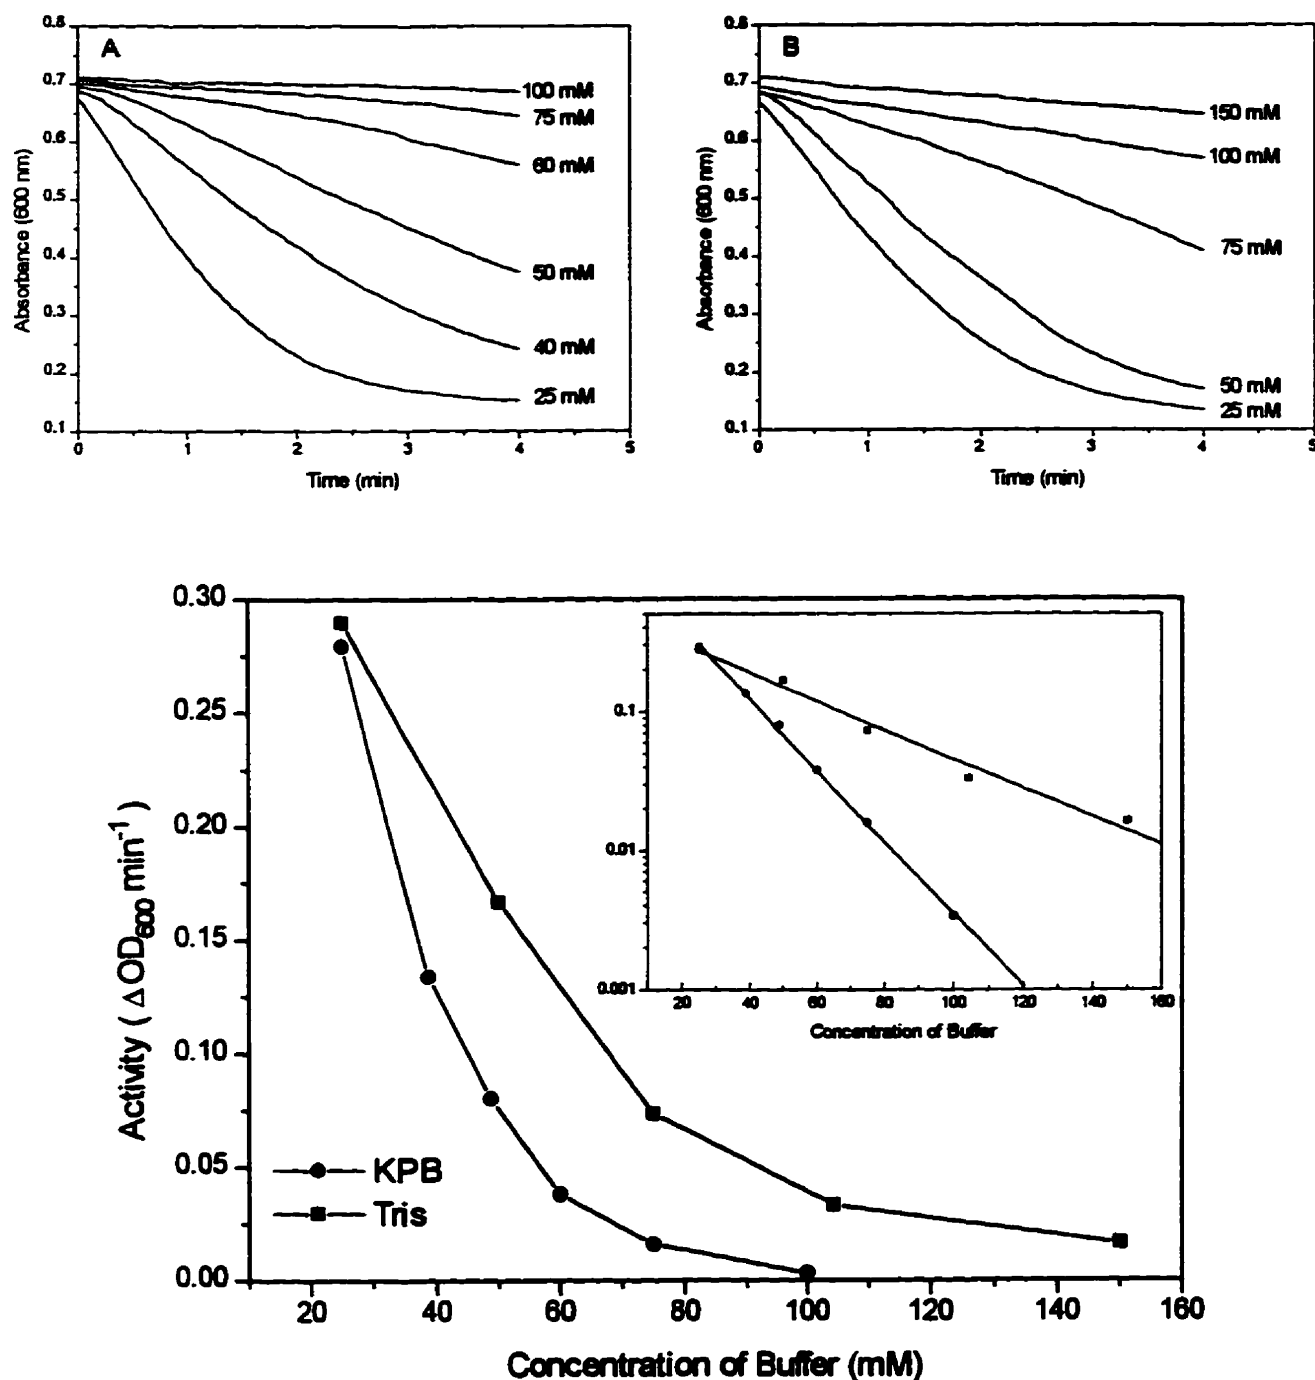 A
0.8
0.7
0.6
0.5
0.4
0.3
0.2
0.1
Absorbance (600 nm)
100 mM
75 mM
60 mM
50 mM
40 mM
25 mM
0 1 2 3 4 5
Time (min)
B
0.8
0.7
0.6
0.5
0.4
0.3
0.2
0.1
Absorbance (600 nm)
150 mM
100 mM
75 mM
50 mM
25 mM
0 1 2 3 4 5
Time (min)
0.30
0.25
0.20
0.15
0.10
0.05
0.00
Activity ( Δ OD600 min-1)
KPB
Tris
0.1
0.01
0.001
20 40 60 80 100 120 140 160
Concentration of Buffer
20 40 60 80 100 120 140 160
Concentration of Buffer (mM)